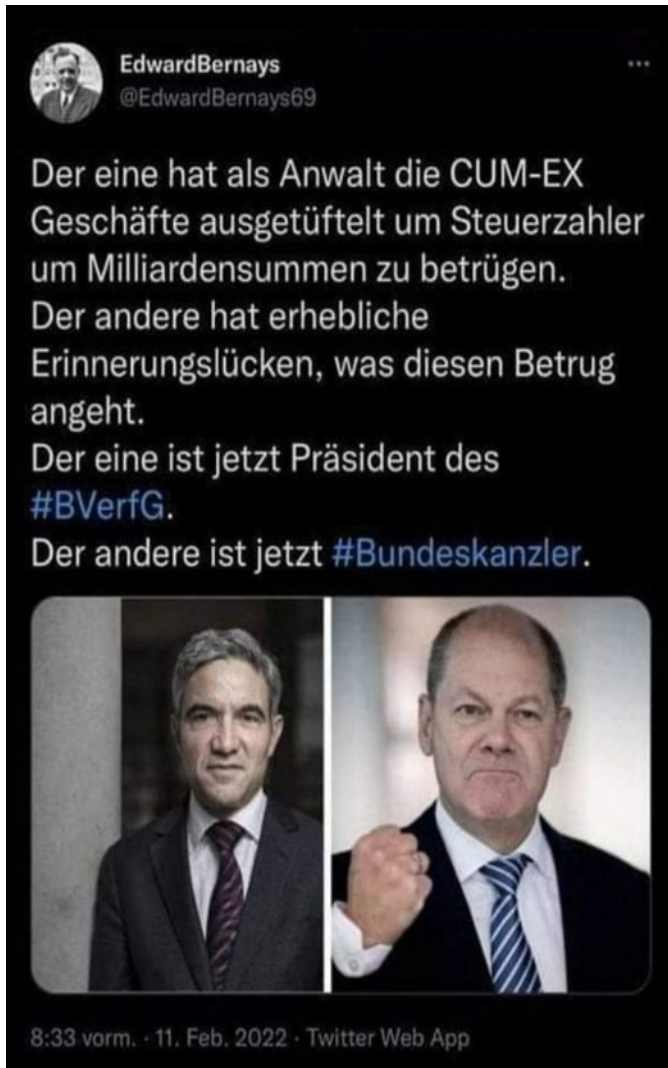 EdwardBernays
@EdwardBernays69
Der eine hat als Anwalt die CUM-EX
Geschäfte ausgetüftelt um Steuerzahler
um Milliardensummen zu betrügen.
Der andere hat erhebliche
Erinnerungslücken, was diesen Betrug
angeht.
Der eine ist jetzt Präsident des
#BVerfG.
Der andere ist jetzt #Bundeskanzler.
8:33 vorm. · 11. Feb. 2022 · Twitter Web App